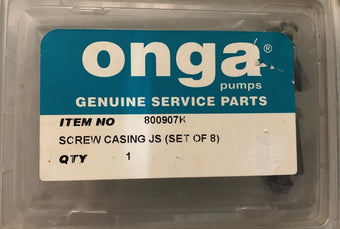 onga®
pumps
GENUINE SERVICE PARTS
ITEM NO 800907K
SCREW CASING JS (SET OF 8)
QTY 1